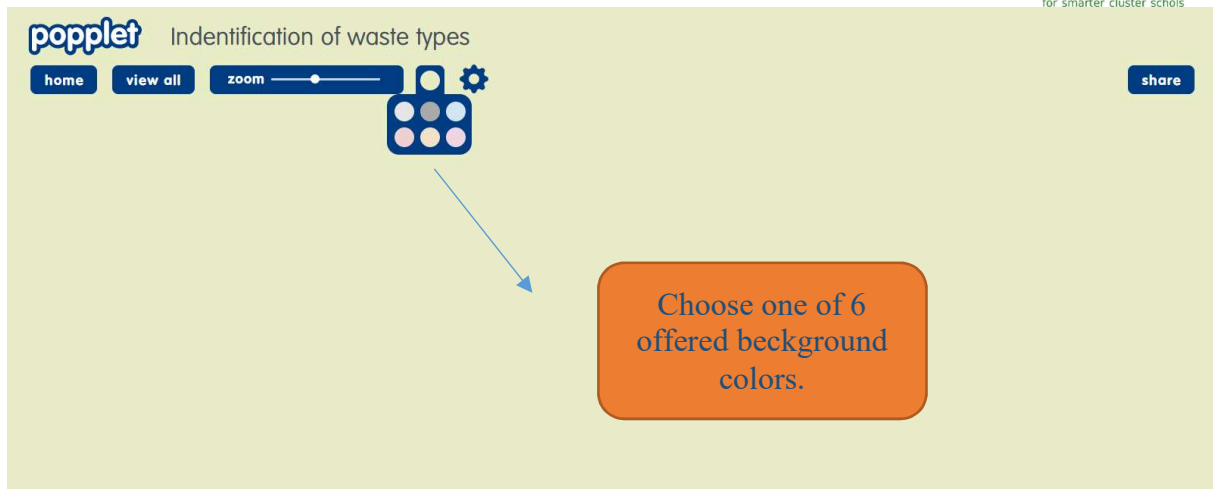 for smarter cluster schols
popplet Indentification of waste types
home view all zoom share
Choose one of 6
offered beckground
colors.